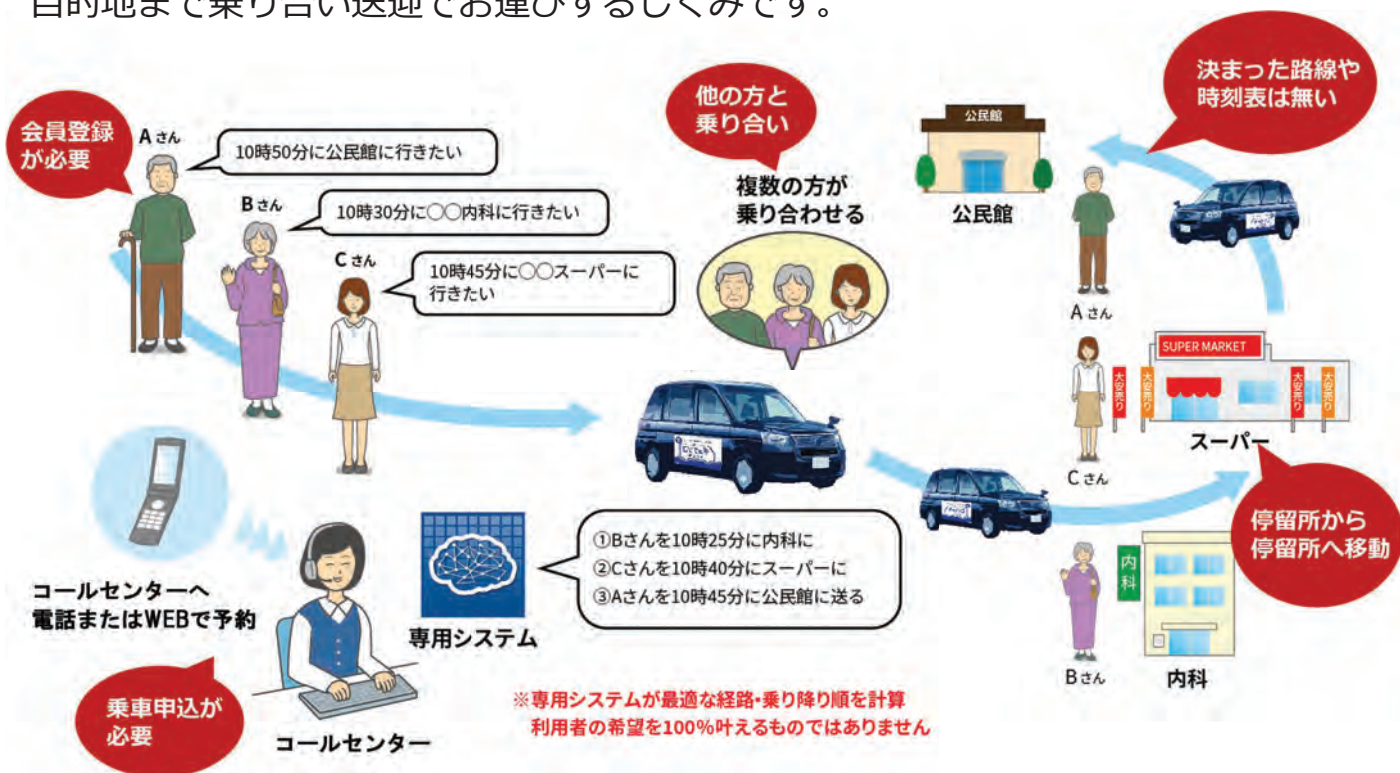 目的地まで乗り合い送迎でお運びするしくみです。
会員登録
が必要
Aさん
10時50分に公民館に行きたい
Bさん
10時30分に〇〇内科に行きたい
Cさん
10時45分に〇〇スーパーに
行きたい
他の方と
乗り合い
複数の方が
乗り合わせる
決まった路線や
時刻表は無い
公民館
公民館
Aさん
SUPER MARKET
大安売り
大安売り
大安売り
大安売り
スーパー
Cさん
停留所から
停留所へ移動
内科
Bさん
内科
コールセンターへ
電話またはWEBで予約
乗車申込が
必要
コールセンター
専用システム
①Bさんを10時25分に内科に
②Cさんを10時40分にスーパーに
③Aさんを10時45分に公民館に送る
※専用システムが最適な経路・乗り降り順を計算
利用者の希望を100%叶えるものではありません